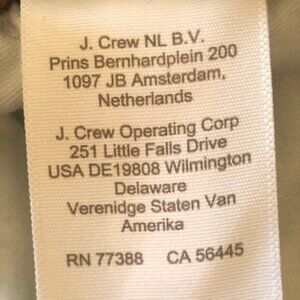 J. Crew NL B.V.
Prins Bernhardplein 200
1097 JB Amsterdam,
Netherlands
J. Crew Operating Corp
251 Little Falls Drive
USA DE19808 Wilmington
Delaware
Verenidge Staten Van
Amerika
RN 77388 CA 56445